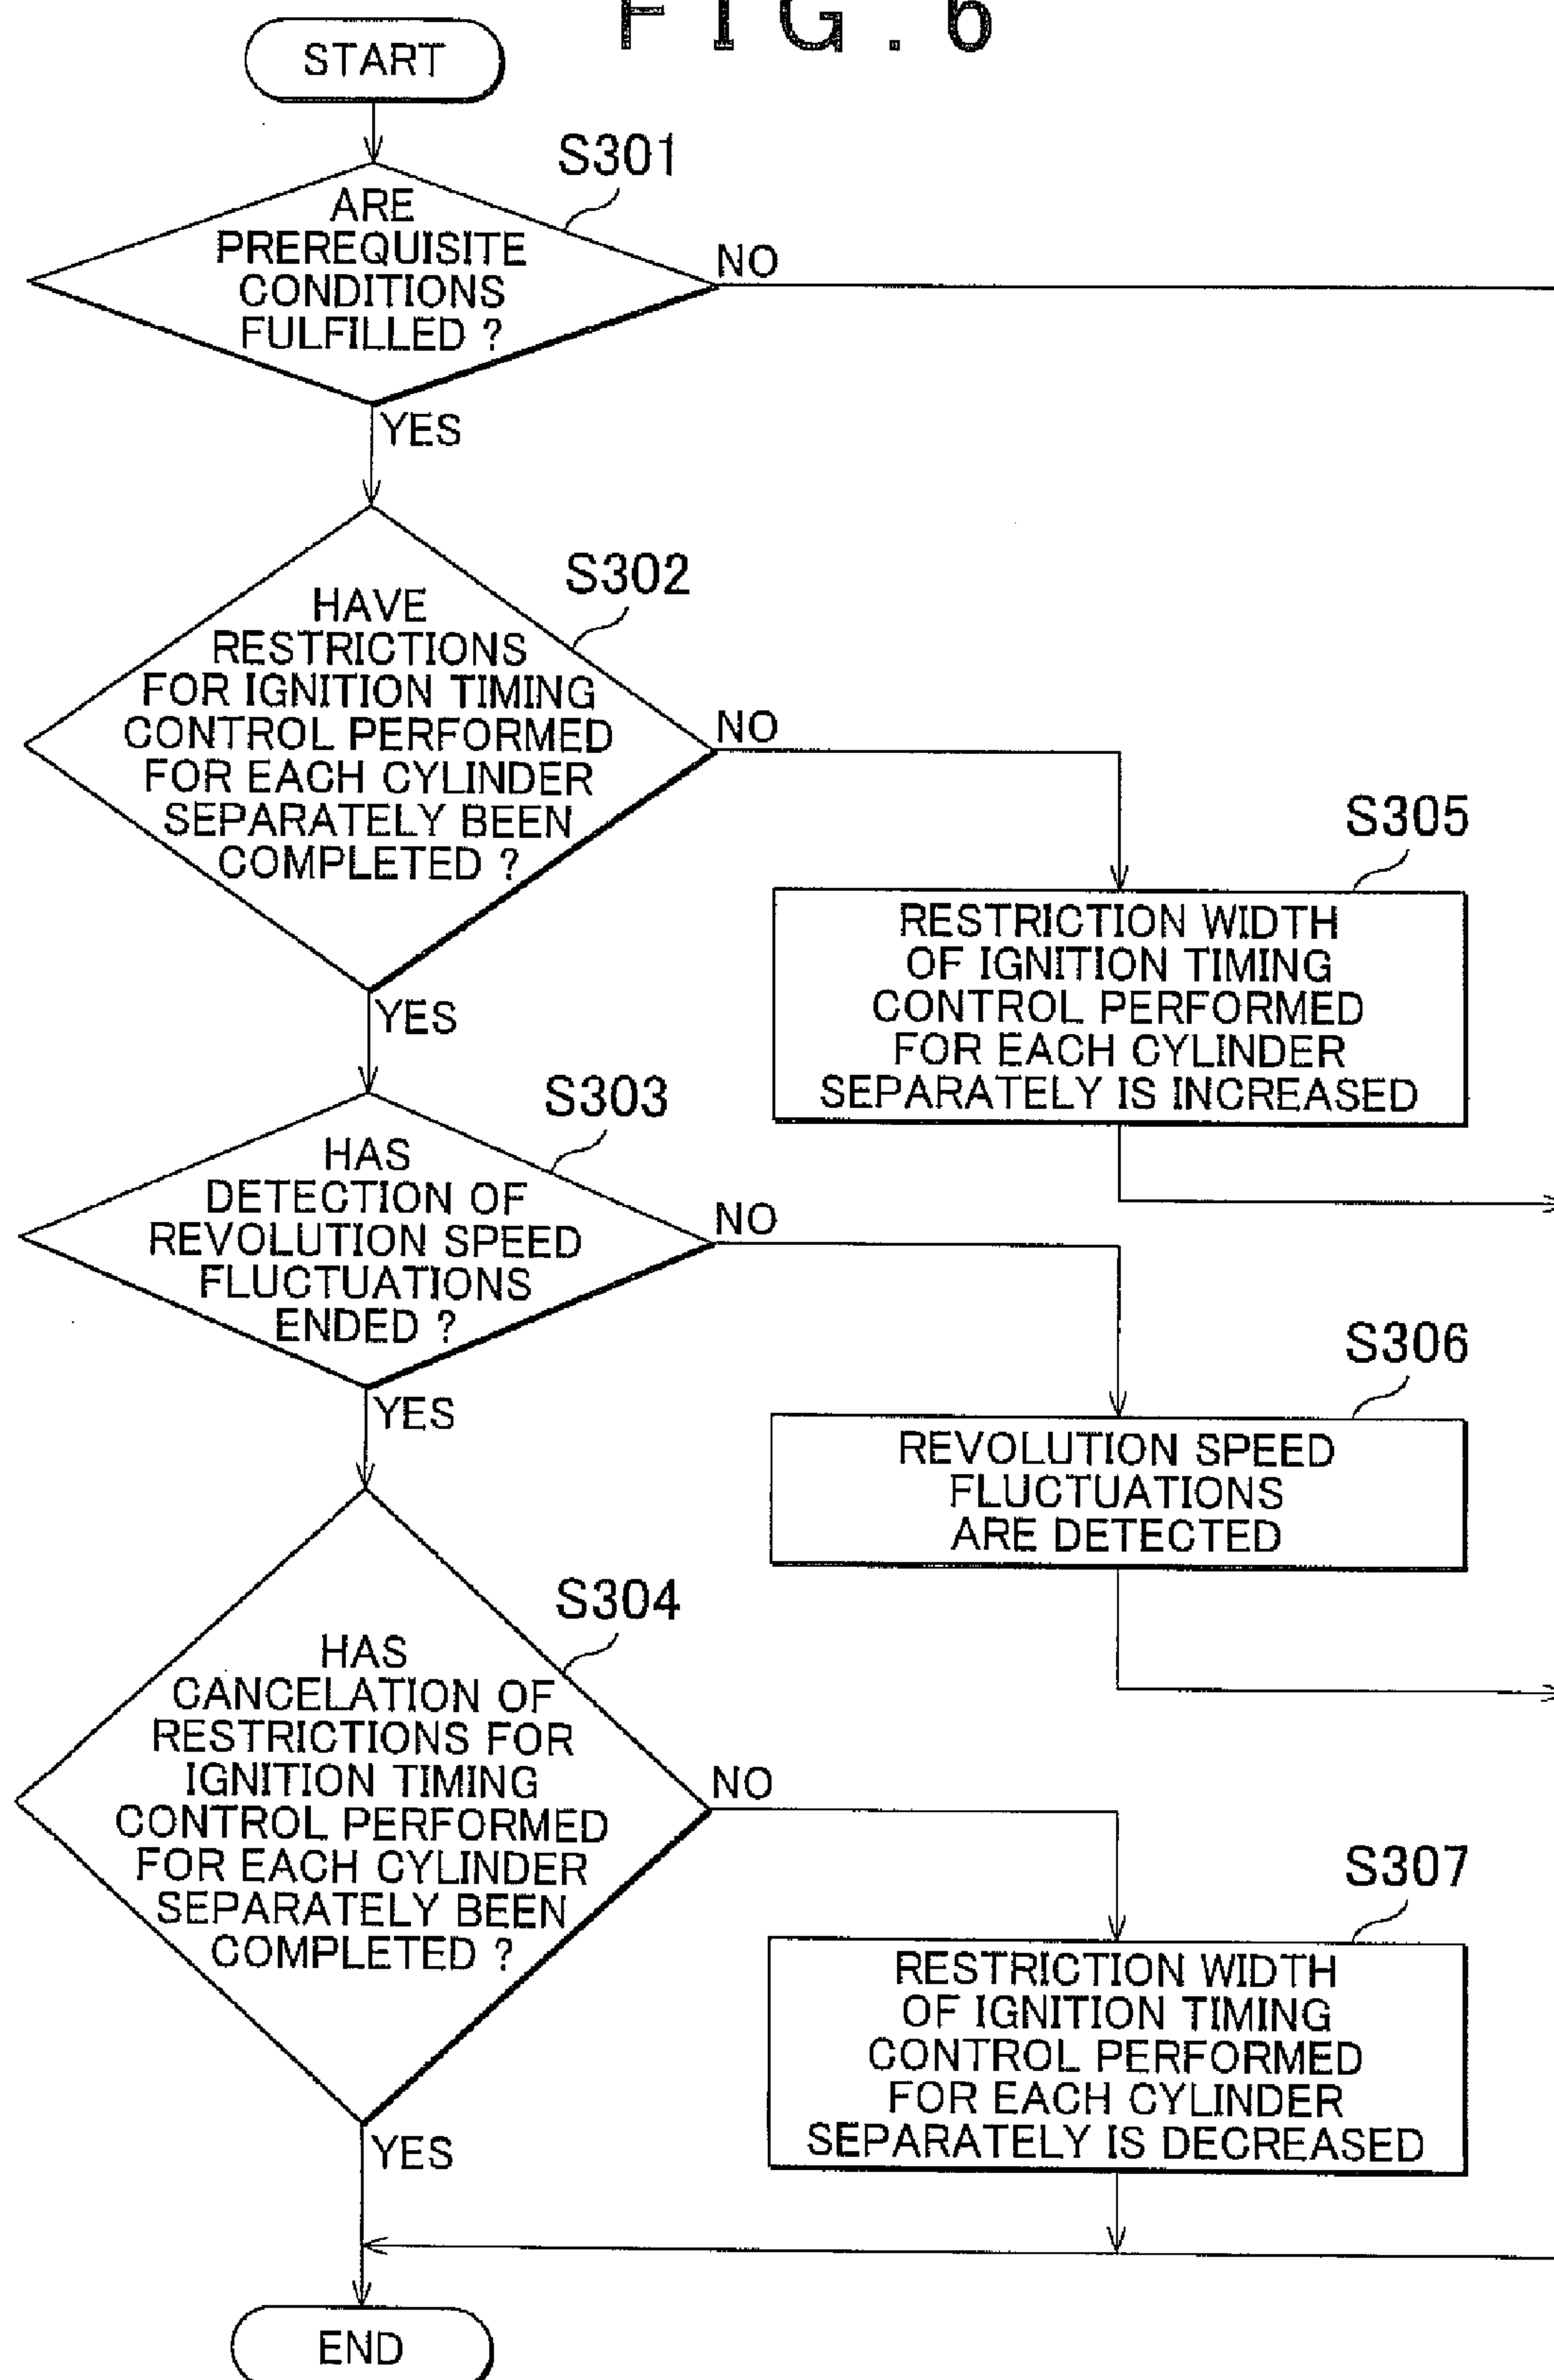 FIG. 6
START
S301
ARE
PREREQUISITE
CONDITIONS
FULFILLED ?
NO
YES
S302
HAVE
RESTRICTIONS
FOR IGNITION TIMING
CONTROL PERFORMED
FOR EACH CYLINDER
SEPARATELY BEEN
COMPLETED ?
NO
YES
S305
RESTRICTION WIDTH
OF IGNITION TIMING
CONTROL PERFORMED
FOR EACH CYLINDER
SEPARATELY IS INCREASED
S303
HAS
DETECTION OF
REVOLUTION SPEED
FLUCTUATIONS
ENDED ?
NO
YES
S306
REVOLUTION SPEED
FLUCTUATIONS
ARE DETECTED
S304
HAS
CANCELATION OF
RESTRICTIONS FOR
IGNITION TIMING
CONTROL PERFORMED
FOR EACH CYLINDER
SEPARATELY BEEN
COMPLETED ?
NO
YES
S307
RESTRICTION WIDTH
OF IGNITION TIMING
CONTROL PERFORMED
FOR EACH CYLINDER
SEPARATELY IS DECREASED
END